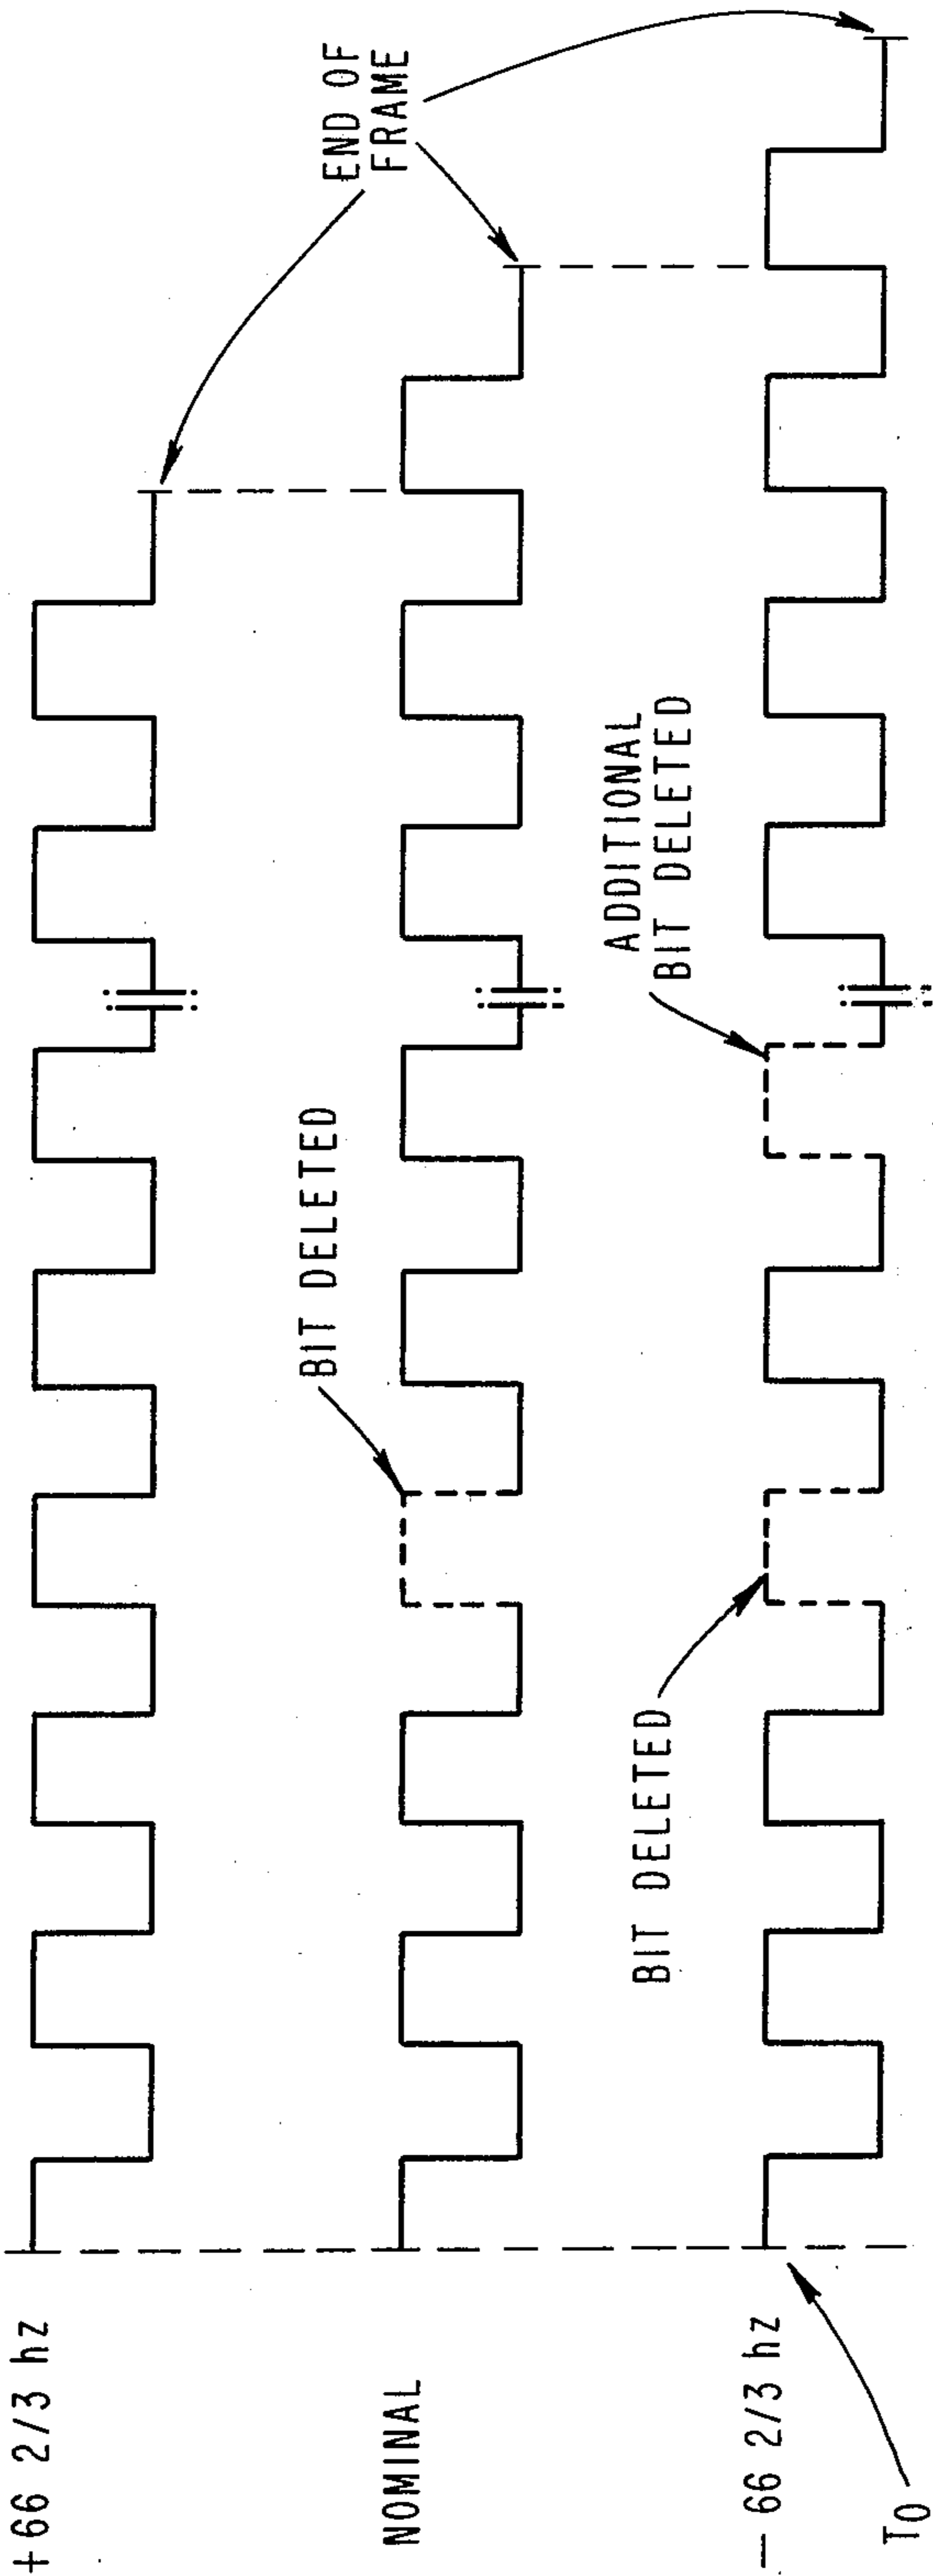 +66 2/3 hz
END OF
FRAME
NOMINAL
BIT DELETED
— 66 2/3 hz
BIT DELETED
ADDITIONAL
BIT DELETED
T0